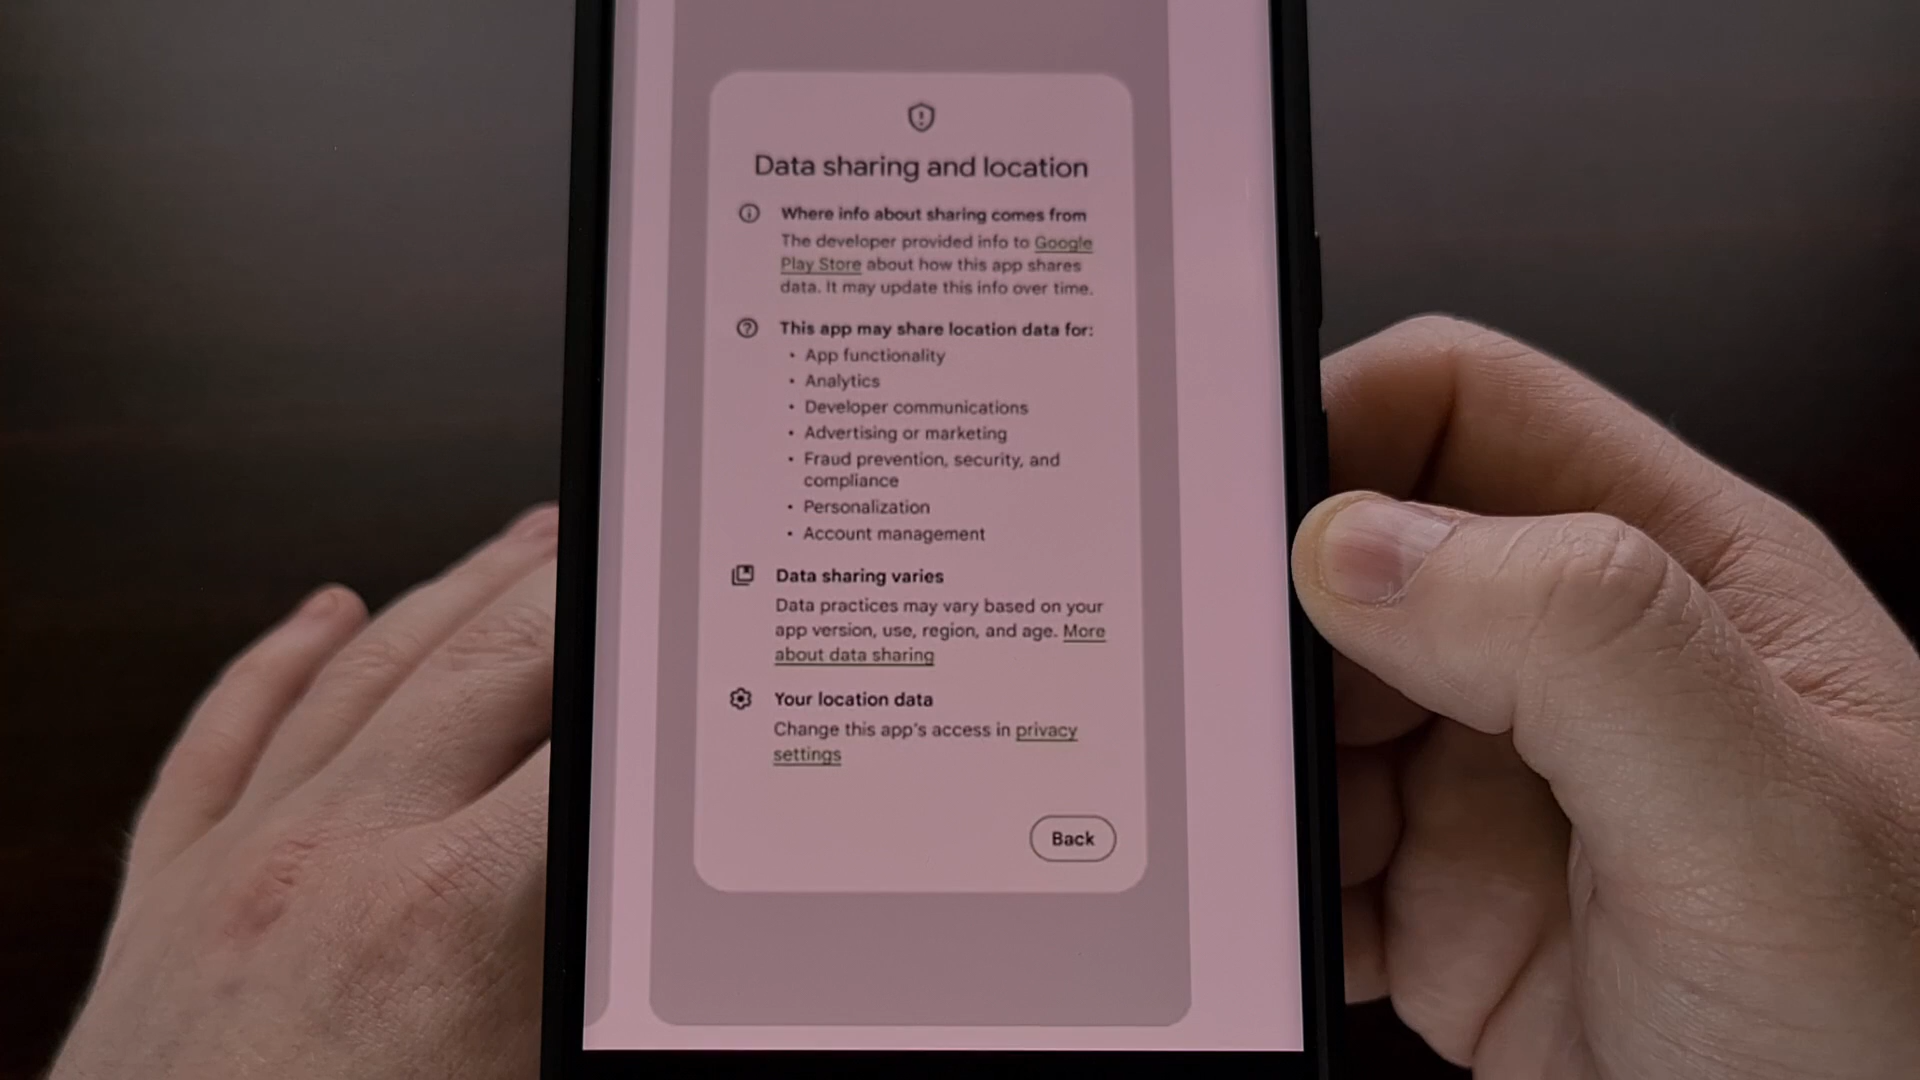 Data sharing and location
Where info about sharing comes from
The developer provided info to Google
Play Store about how this app shares
data. It may update this info over time.
This app may share location data for:
• App functionality
• Analytics
• Developer communications
• Advertising or marketing
• Fraud prevention, security, and
compliance
• Personalization
• Account management
Data sharing varies
Data practices may vary based on your
app version, use, region, and age. More
about data sharing
Your location data
Change this app's access in privacy
settings
Back